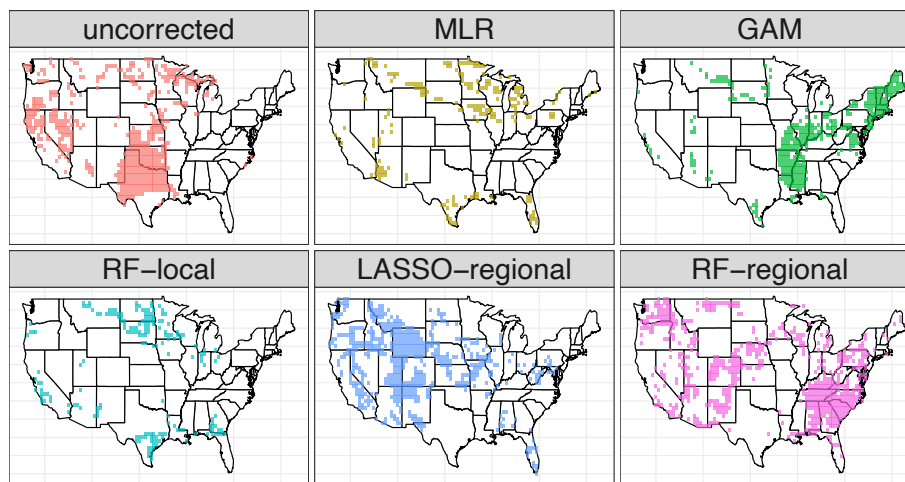 uncorrected
MLR
GAM
RF−local
LASSO−regional
RF−regional